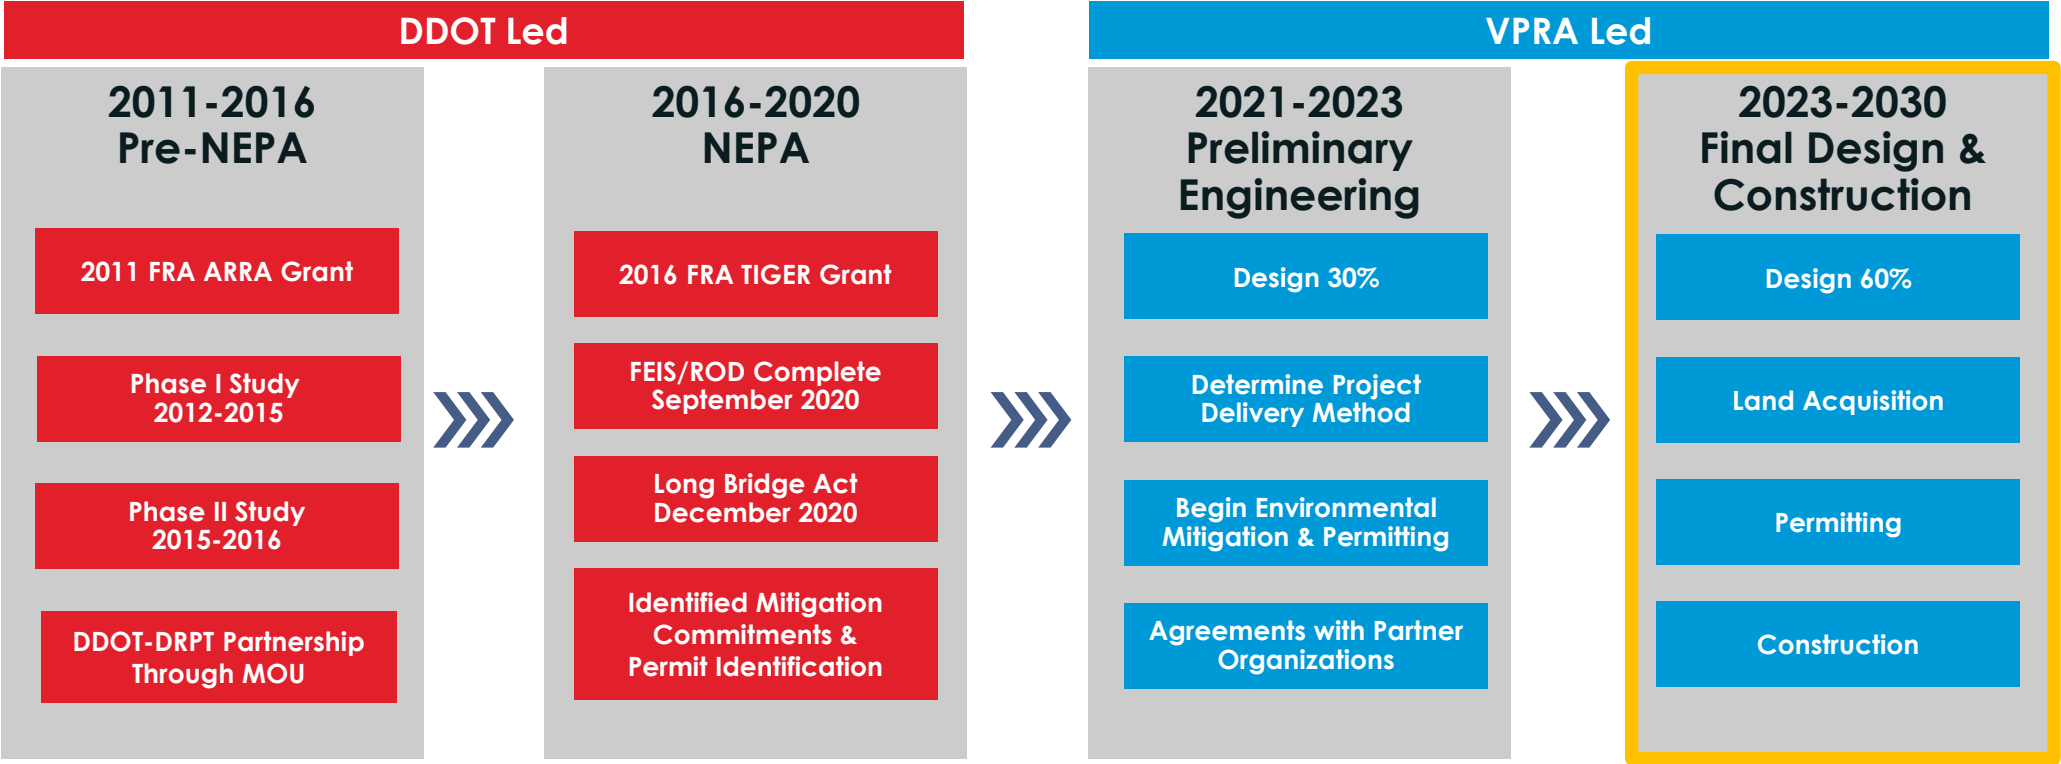 DDOT Led
VPRA Led
2011-2016
Pre-NEPA
2011 FRA ARRA Grant
Phase I Study
2012-2015
Phase II Study
2015-2016
DDOT-DRPT Partnership
Through MOU
2016-2020
NEPA
2016 FRA TIGER Grant
FEIS/ROD Complete
September 2020
Long Bridge Act
December 2020
Identified Mitigation
Commitments &
Permit Identification
2021-2023
Preliminary
Engineering
Design 30%
Determine Project
Delivery Method
Begin Environmental
Mitigation & Permitting
Agreements with Partner
Organizations
2023-2030
Final Design &
Construction
Design 60%
Land Acquisition
Permitting
Construction